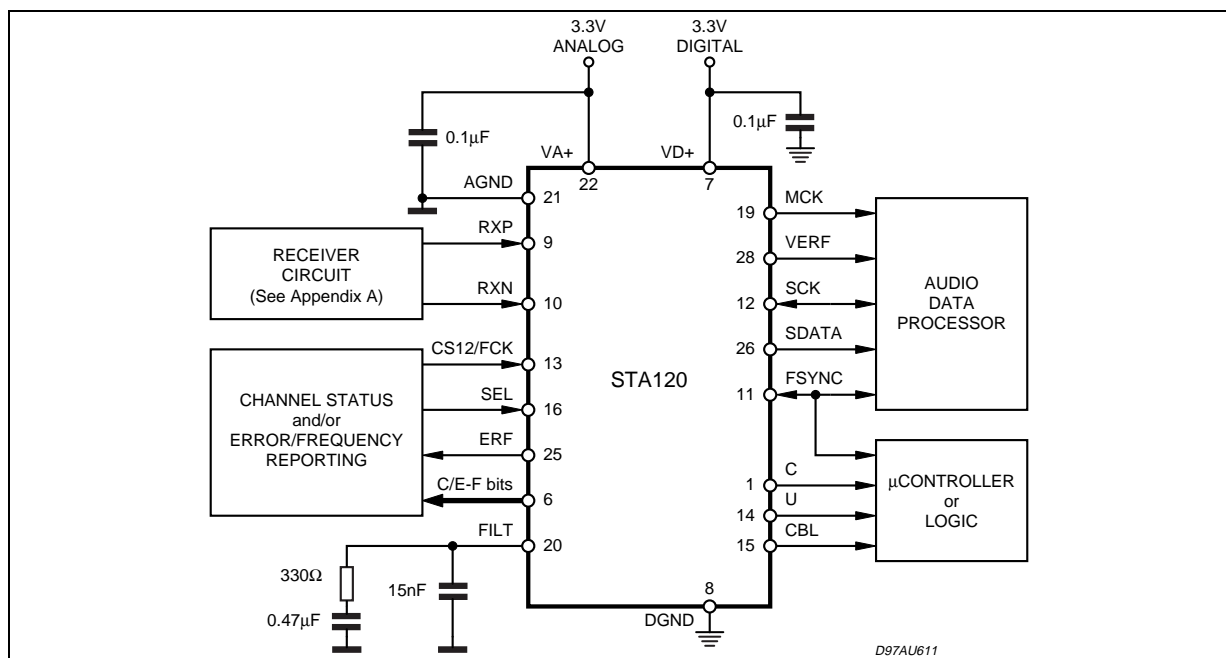 3.3V
ANALOG
3.3V
DIGITAL
0.1µF
0.1µF
VA+
VD+
22
7
AGND
21
RXP
9
RECEIVER
CIRCUIT
(See Appendix A)
RXN
10
CS12/FCK
13
CHANNEL STATUS
and/or
ERROR/FREQUENCY
REPORTING
SEL
16
ERF
25
C/E-F bits
6
FILT
20
330Ω
15nF
0.47µF
STA120
19
MCK
28
VERF
12
SCK
26
SDATA
11
FSYNC
AUDIO
DATA
PROCESSOR
1
C
14
U
15
CBL
µCONTROLLER
or
LOGIC
8
DGND
D97AU611